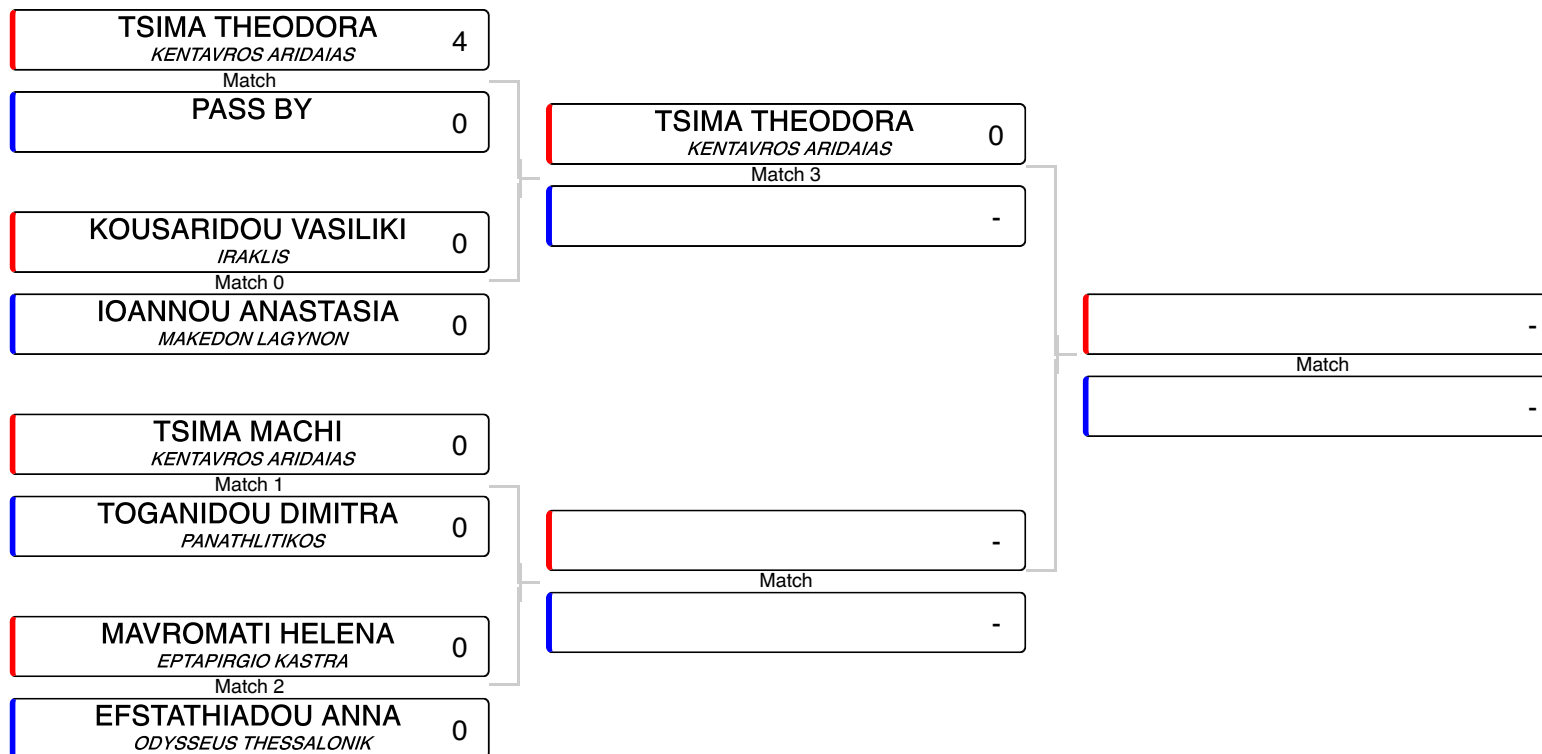 TSIMA THEODORA 4
KENTAVROS ARIDAIAS
Match
PASS BY 0
KOUSARIDOU VASILIKI 0
IRAKLIS
Match 0
IOANNOU ANASTASIA 0
MAKEDON LAGYNON
TSIMA MACHI 0
KENTAVROS ARIDAIAS
Match 1
TOGANIDOU DIMITRA 0
PANATHLITIKOS
MAVROMATI HELENA 0
EPTAPIRGIO KASTRA
Match 2
EFSTATHIADOU ANNA 0
ODYSSEUS THESSALONIK
TSIMA THEODORA 0
KENTAVROS ARIDAIAS
Match 3
-
-
Match
-
-
Match
-